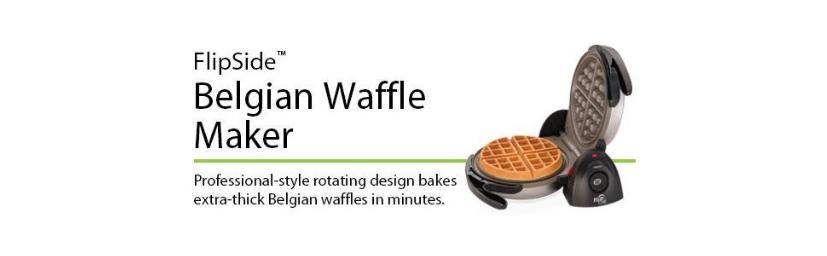 FlipSide™
Belgian Waffle
Maker
Professional-style rotating design bakes
extra-thick Belgian waffles in minutes.